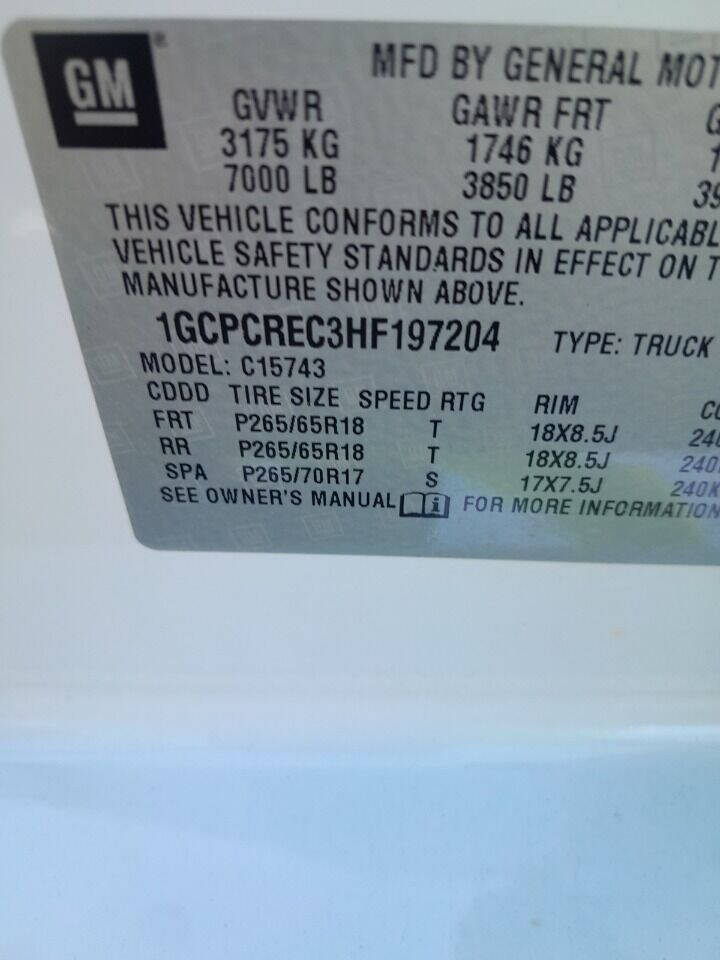 GM
MFD BY GENERAL
GVWR GAWR FRT
3175 KG 1746 KG
7000 LB 3850 LB
THIS VEHICLE CONFORMS TO ALL
VEHICLE SAFETY STANDARDS IN EFFECT ON
MANUFACTURE SHOWN ABOVE.
1GCPCREC3HF197204 TYPE: TRUCK
MODEL: C15743
CDDD TIRE SIZE SPEED RTG RIM
FRT P265/65R18 T 18X8.5J
RR P265/65R18 T 18X8.5J
SPA P265/70R17 S 17X7.5J 240K
SEE OWNER'S MANUAL i FOR MORE INFORMATION